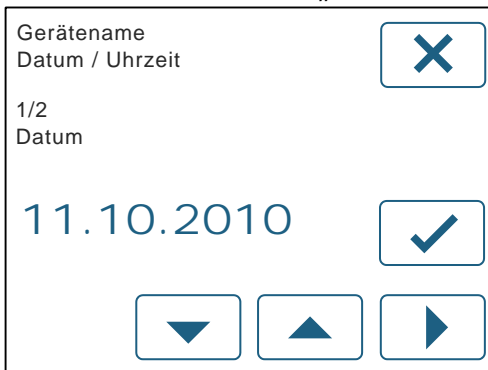 Gerätename
Datum / Uhrzeit
1/2
Datum
11.10.2010